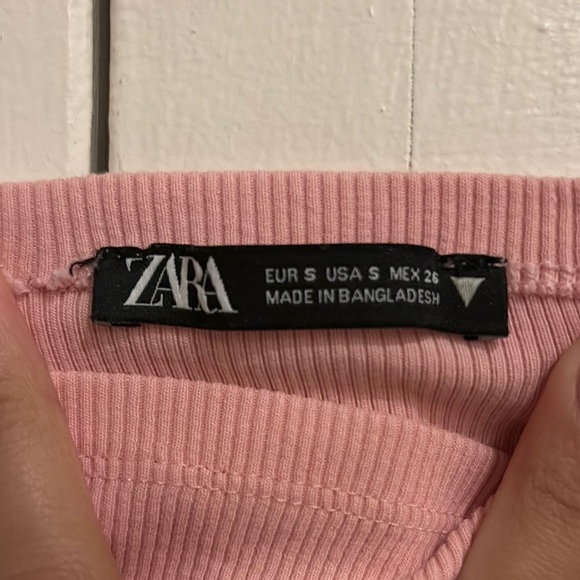 ZARA
EUR S USA S MEX 26
MADE IN BANGLADESH